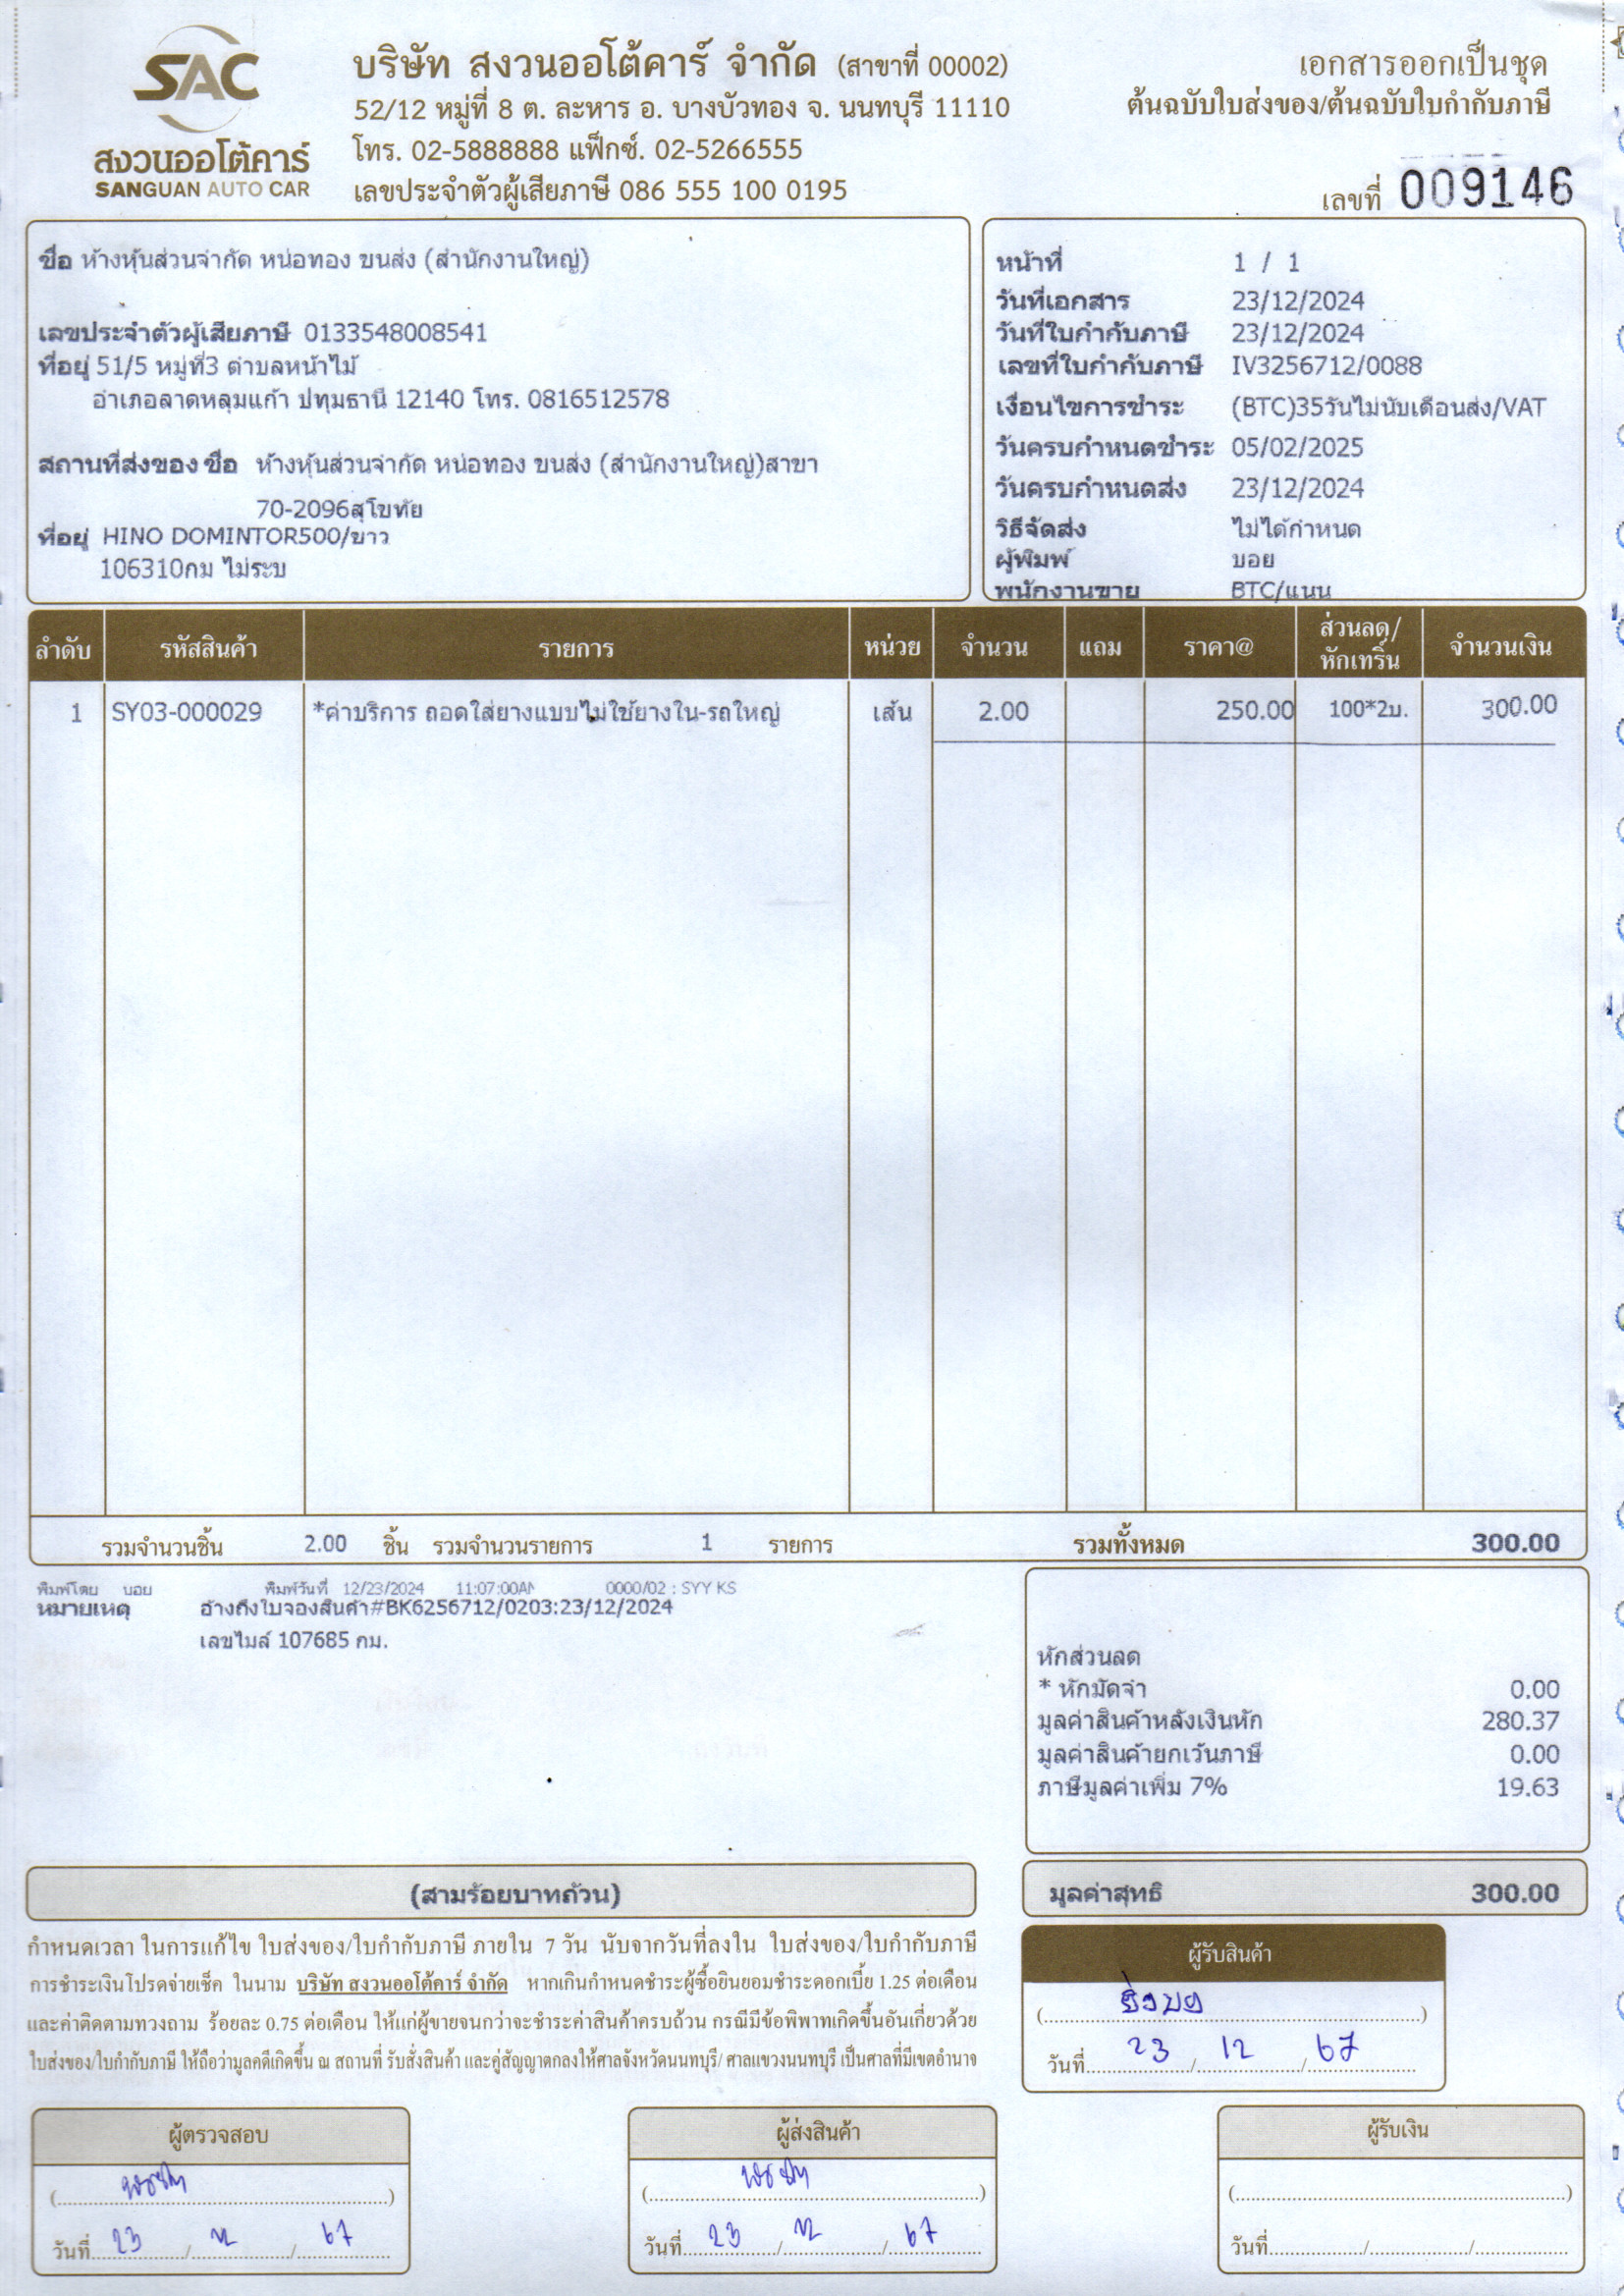 SAC
สงวนออโต้คาร์
SANGUAN AUTO CAR
บริษัท สงวนออโต้คาร์ จำกัด (สาขาที่ 00002)
52/12 หมู่ที่ 8 ต. ละหาร อ. บางบัวทอง จ. นนทบุรี 11110
โทร. 02-5888888 แฟ็กซ์. 02-5266555
เลขประจำตัวผู้เสียภาษี 086 555 100 0195
เอกสารออกเป็นชุด
ต้นฉบับใบส่งของ/ต้นฉบับใบกำกับภาษี
เลขที่ 009146
ชื่อ ห้างหุ้นส่วนจำกัด หน่อทอง ขนส่ง (สำนักงานใหญ่)
เลขประจำตัวผู้เสียภาษี 0133548008541
ที่อยู่ 51/5 หมู่ที่3 ตำบลหน้าไม้
อำเภอลาดหลุมแก้ว ปทุมธานี 12140 โทร. 0816512578
สถานที่ส่งของ ชื่อ ห้างหุ้นส่วนจำกัด หน่อทอง ขนส่ง (สำนักงานใหญ่)สาขา
70-2096สุโขทัย
ที่อยู่ HINO DOMINTOR500/ขาว
106310กม ไม่ระบ
หน้าที่ 1 / 1
วันที่เอกสาร 23/12/2024
วันที่ใบกำกับภาษี 23/12/2024
เลขที่ใบกำกับภาษี IV3256712/0088
เงื่อนไขการชำระ (BTC)35วันไม่นับเดือนส่ง/VAT
วันครบกำหนดชำระ 05/02/2025
วันครบกำหนดส่ง 23/12/2024
วิธีจัดส่ง ไม่ได้กำหนด
ผู้พิมพ์ บอย
พนักงานขาย BTC/แนน
ลำดับ รหัสสินค้า รายการ หน่วย จำนวน แถม ราคา@ ส่วนลด/หักเทริ์น จำนวนเงิน
1 SY03-000029 *ค่าบริการ ถอดใส่ยางแบบไม่ใช้ยางใน-รถใหญ่ เส้น 2.00 250.00 100*2บ. 300.00
รวมจำนวนชิ้น 2.00 ชิ้น รวมจำนวนรายการ 1 รายการ รวมทั้งหมด 300.00
พิมพ์โดย บอย พิมพ์วันที่ 12/23/2024 11:07:00AM 0000/02 : SYY KS
หมายเหตุ อ้างถึงใบจองสินค้า#BK6256712/0203:23/12/2024
เลขไมล์ 107685 กม.
หักส่วนลด
* หักมัดจำ 0.00
มูลค่าสินค้าหลังเงินหัก 280.37
มูลค่าสินค้ายกเว้นภาษี 0.00
ภาษีมูลค่าเพิ่ม 7% 19.63
(สามร้อยบาทถ้วน)
มูลค่าสุทธิ 300.00
กำหนดเวลา ในการแก้ไข ใบส่งของ/ใบกำกับภาษี ภายใน 7 วัน นับจากวันที่ลงใน ใบส่งของ/ใบกำกับภาษี
การชำระเงินโปรดจ่ายเช็ค ในนาม บริษัท สงวนออโต้คาร์ จำกัด หากเกินกำหนดชำระผู้ซื้อยินยอมชำระดอกเบี้ย 1.25 ต่อเดือน
และค่าติดตามทวงถาม ร้อยละ 0.75 ต่อเดือน ให้แก่ผู้ขายจนกว่าจะชำระค่าสินค้าครบถ้วน กรณีมีข้อพิพาทเกิดขึ้นอันเกี่ยวด้วย
ใบส่งของ/ใบกำกับภาษี ให้ถือว่ามูลคดีเกิดขึ้น ณ สถานที่ รับสั่งสินค้า และคู่สัญญาตกลงให้ศาลจังหวัดนนทบุรี/ ศาลแขวงนนทบุรี เป็นศาลที่มีเขตอำนาจ
ผู้รับสินค้า
วันที่ 23 / 12 / 67
ผู้ตรวจสอบ
วันที่ 23 / 12 / 67
ผู้ส่งสินค้า
วันที่ 23 / 12 / 67
ผู้รับเงิน
วันที่